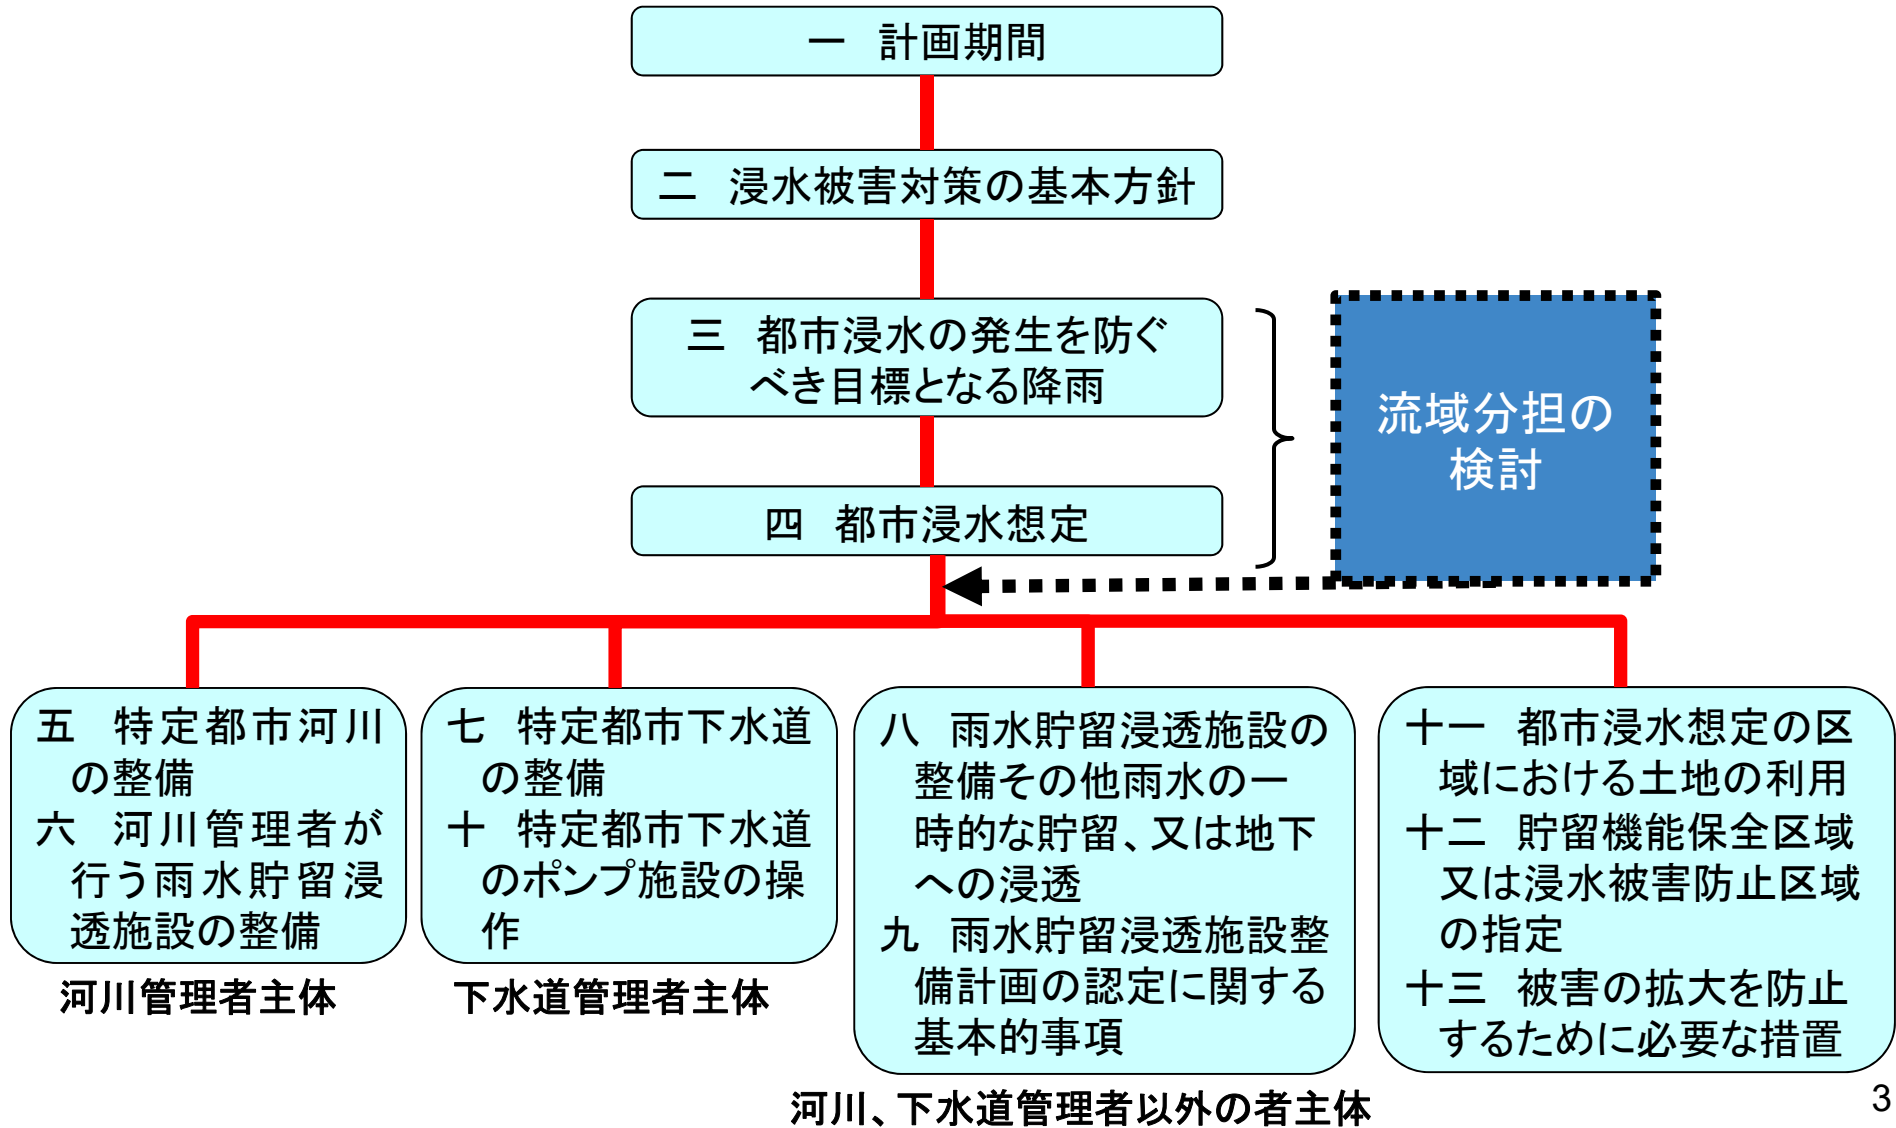 一 計画期間
二 浸水被害対策の基本方針
三 都市浸水の発生を防ぐ
べき目標となる降雨
四 都市浸水想定
流域分担の
検討
五 特定都市河川
の整備
六 河川管理者が
行う雨水貯留浸
透施設の整備
河川管理者主体
七 特定都市下水道
の整備
十 特定都市下水道
のポンプ施設の操
作
下水道管理者主体
八 雨水貯留浸透施設の
整備その他雨水の一
時的な貯留、又は地下
への浸透
九 雨水貯留浸透施設整
備計画の認定に関する
基本的事項
河川、下水道管理者以外の者主体
十一 都市浸水想定の区
域における土地の利用
十二 貯留機能保全区域
又は浸水被害防止区域
の指定
十三 被害の拡大を防止
するために必要な措置
3